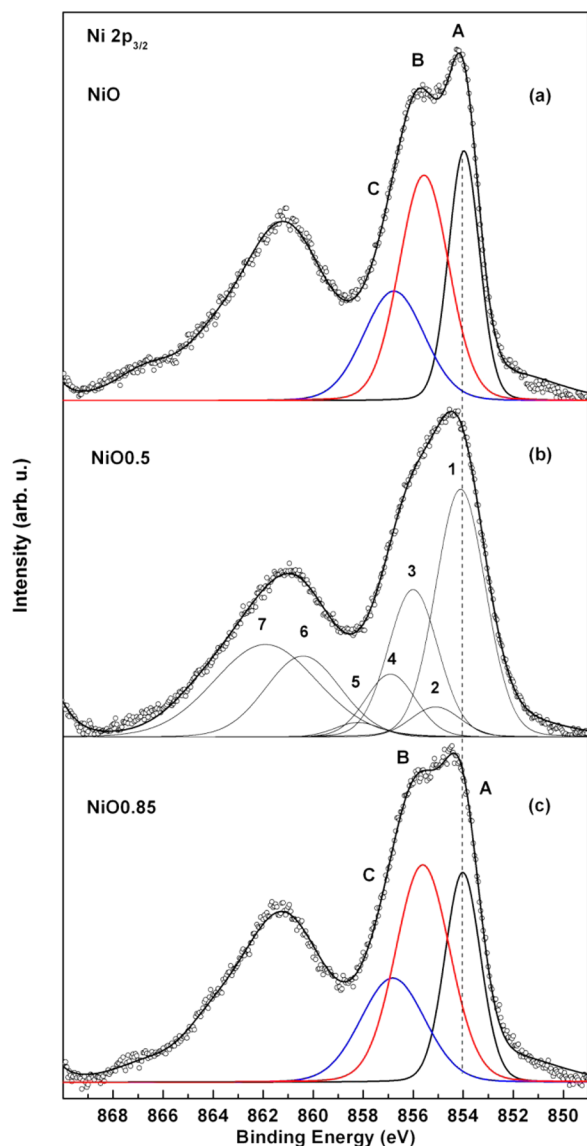 Ni 2p3/2
A
B
NiO
(a)
C
NiO0.5
(b)
1
3
7
6
5
4
2
B
A
NiO0.85
(c)
C
Intensity (arb. u.)
868 866 864 862 860 858 856 854 852 850
Binding Energy (eV)